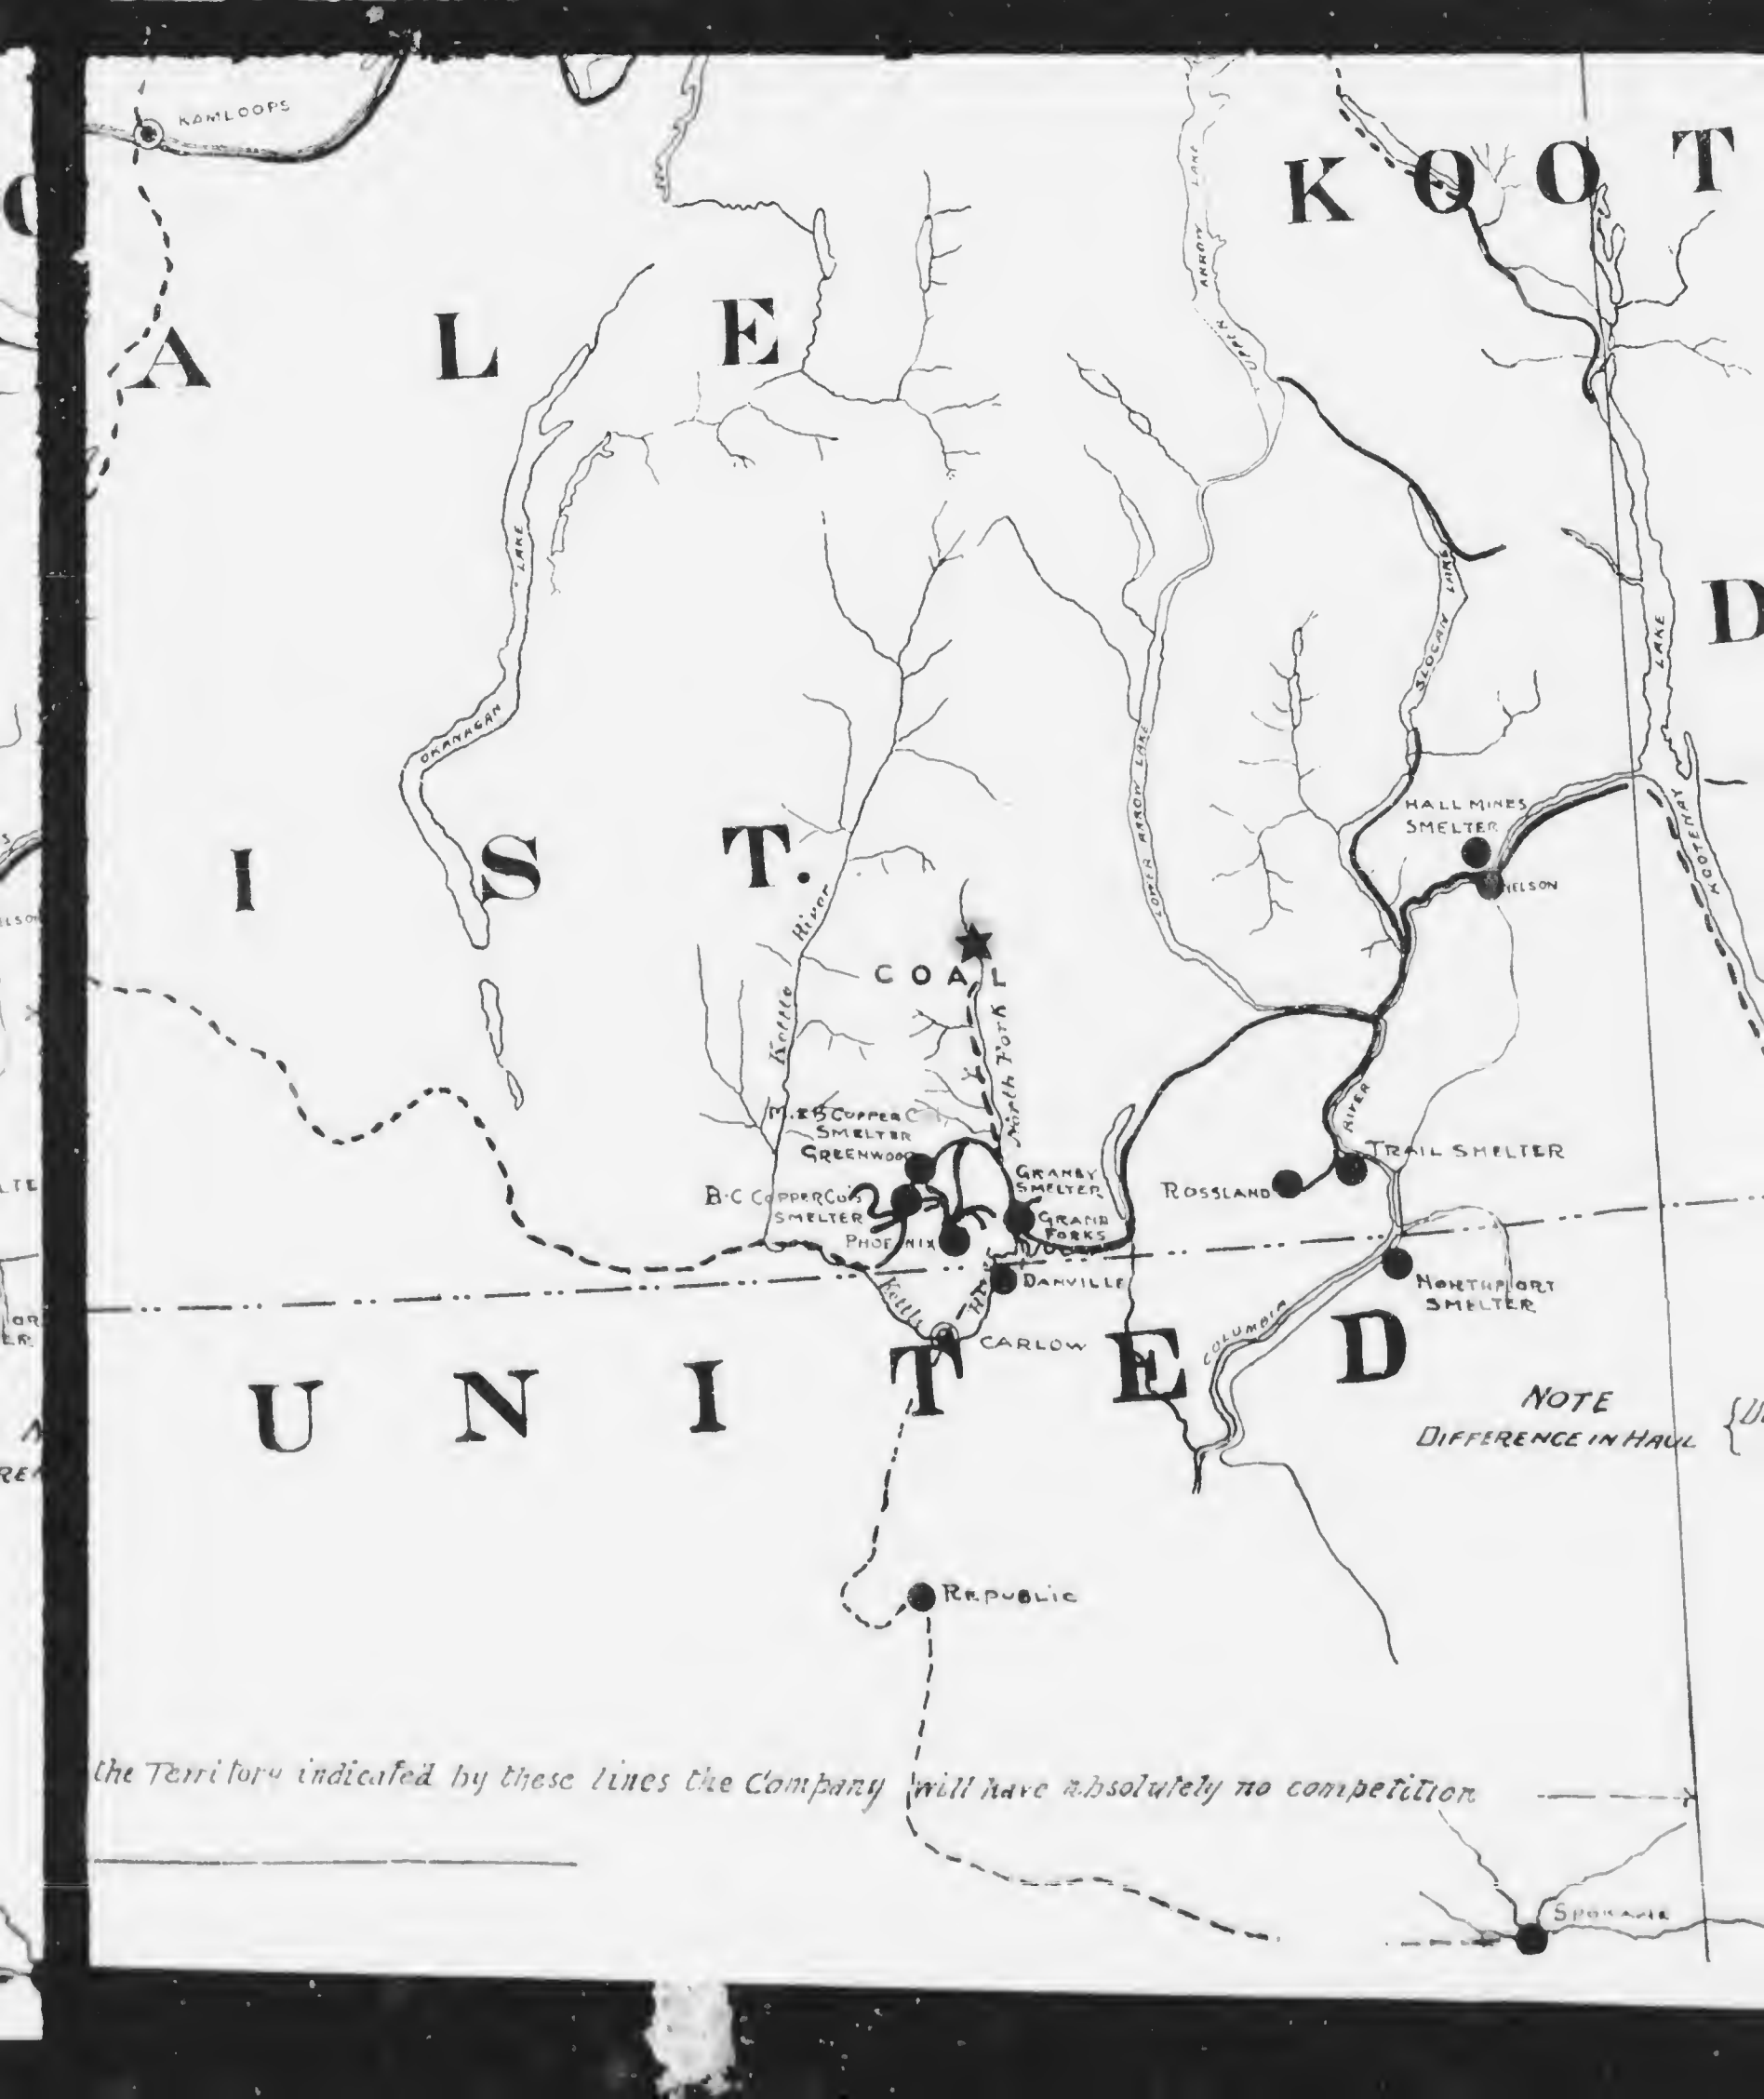 KAMLOOPS
K O O T
A L E
UPPER ARROW LAKE
OKANAGAN LAKE
SLOCAN LAKE
D
LOWER ARROW LAKE
KOOTENAY LAKE
HALL MINES
SMELTER
NELSON
I S T.
Kettle River
COAL
North Fork
M. & B COPPER C
SMELTER
GREENWOOD
B.C COPPER CO'S
SMELTER
PHOENIX
GRANBY
SMELTER
GRAND
FORKS
RIVER
TRAIL SMELTER
ROSSLAND
DANVILLE
NORTHPORT
SMELTER
Kettle
CARLOW
COLUMBIA
U N I T E D
NOTE
DIFFERENCE IN HAUL
REPUBLIC
the Territory indicated by these lines the Company will have absolutely no competition
SPOKANE